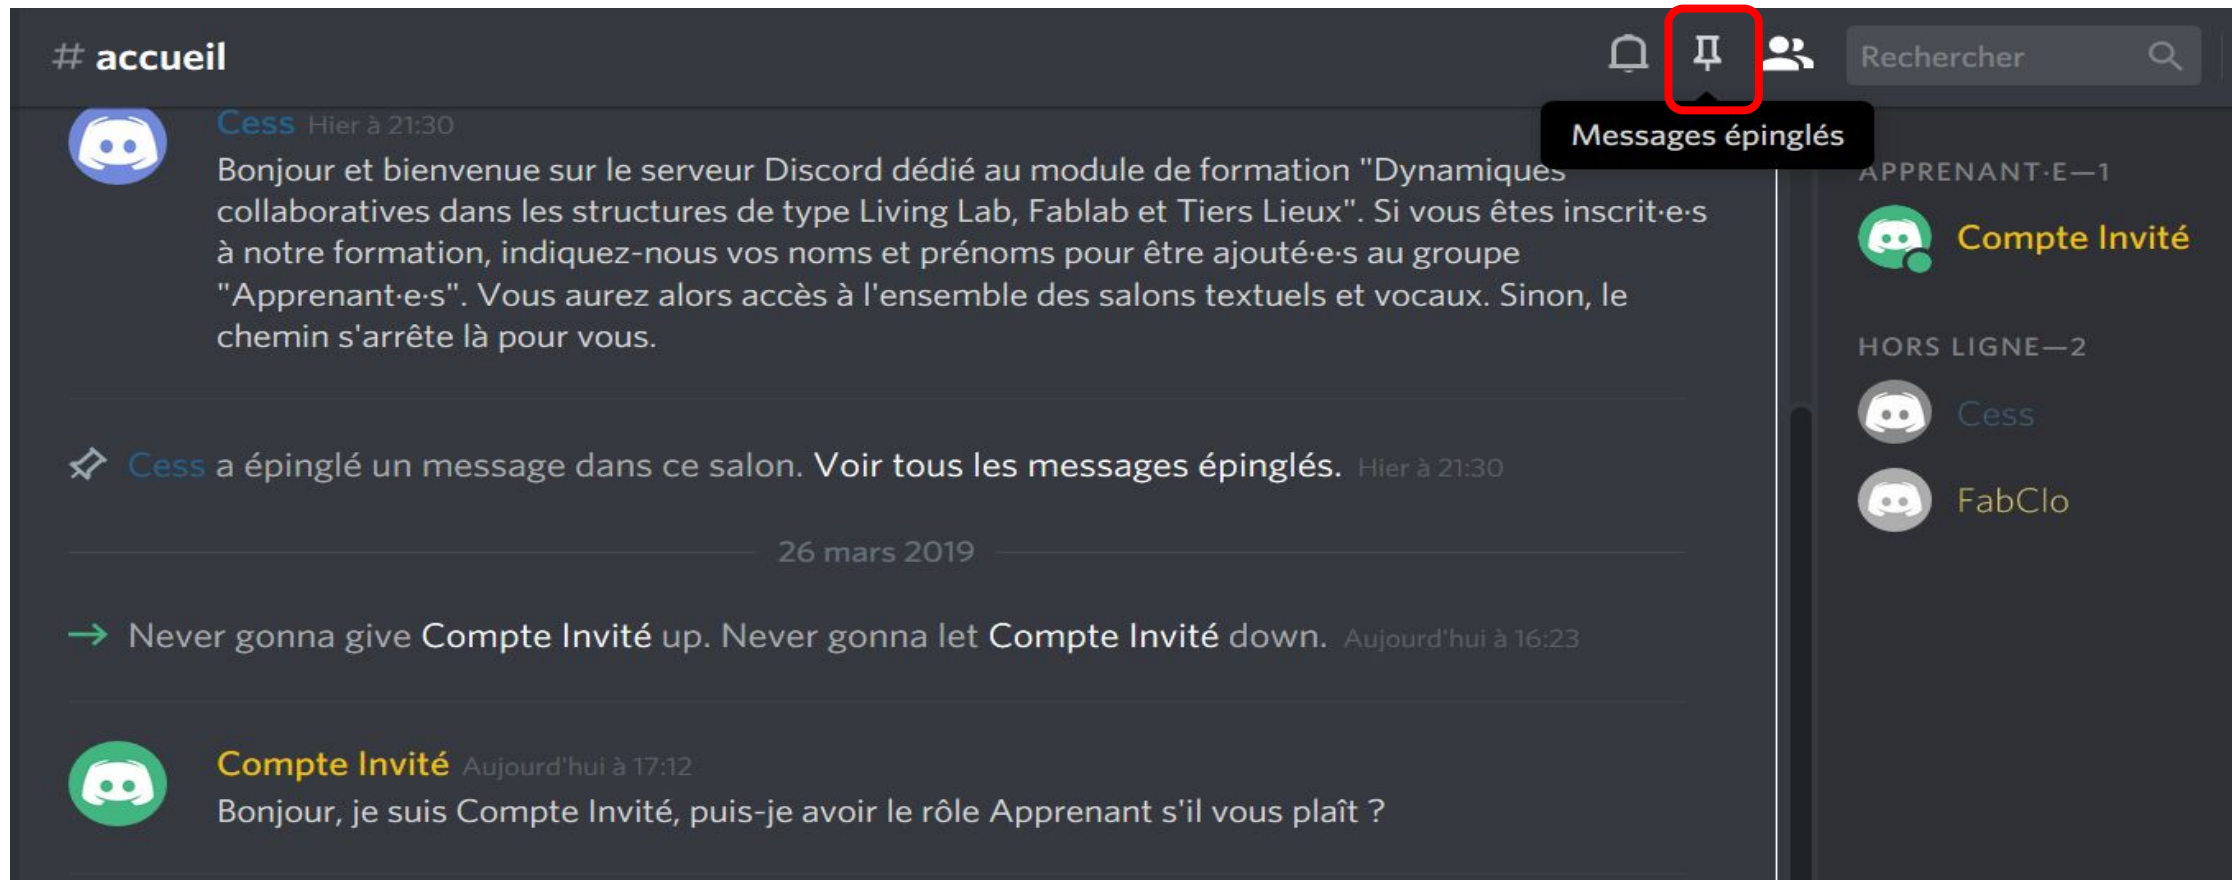 # accueil
Rechercher
Messages épinglés
Cess Hier à 21:30
Bonjour et bienvenue sur le serveur Discord dédié au module de formation "Dynamiques
collaboratives dans les structures de type Living Lab, Fablab et Tiers Lieux". Si vous êtes inscrit·e·s
à notre formation, indiquez-nous vos noms et prénoms pour être ajouté·e·s au groupe
"Apprenant·e·s". Vous aurez alors accès à l'ensemble des salons textuels et vocaux. Sinon, le
chemin s'arrête là pour vous.
Cess a épinglé un message dans ce salon. Voir tous les messages épinglés. Hier à 21:30
26 mars 2019
Never gonna give Compte Invité up. Never gonna let Compte Invité down. Aujourd'hui à 16:23
Compte Invité Aujourd'hui à 17:12
Bonjour, je suis Compte Invité, puis-je avoir le rôle Apprenant s'il vous plaît ?
APPRENANT·E—1
Compte Invité
HORS LIGNE—2
Cess
FabClo